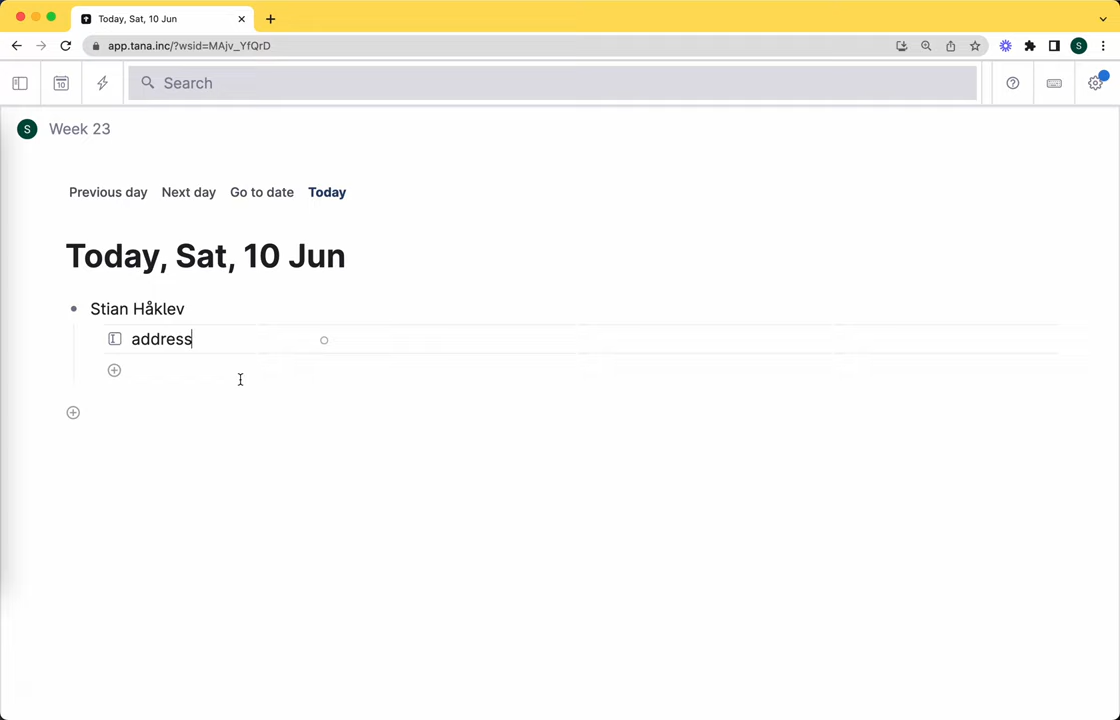 Today, Sat, 10 Jun
app.tana.inc/?wsid=MAjv_YfQrD
S
10
Search
S Week 23
Previous day Next day Go to date Today
Today, Sat, 10 Jun
Stian Håklev
address